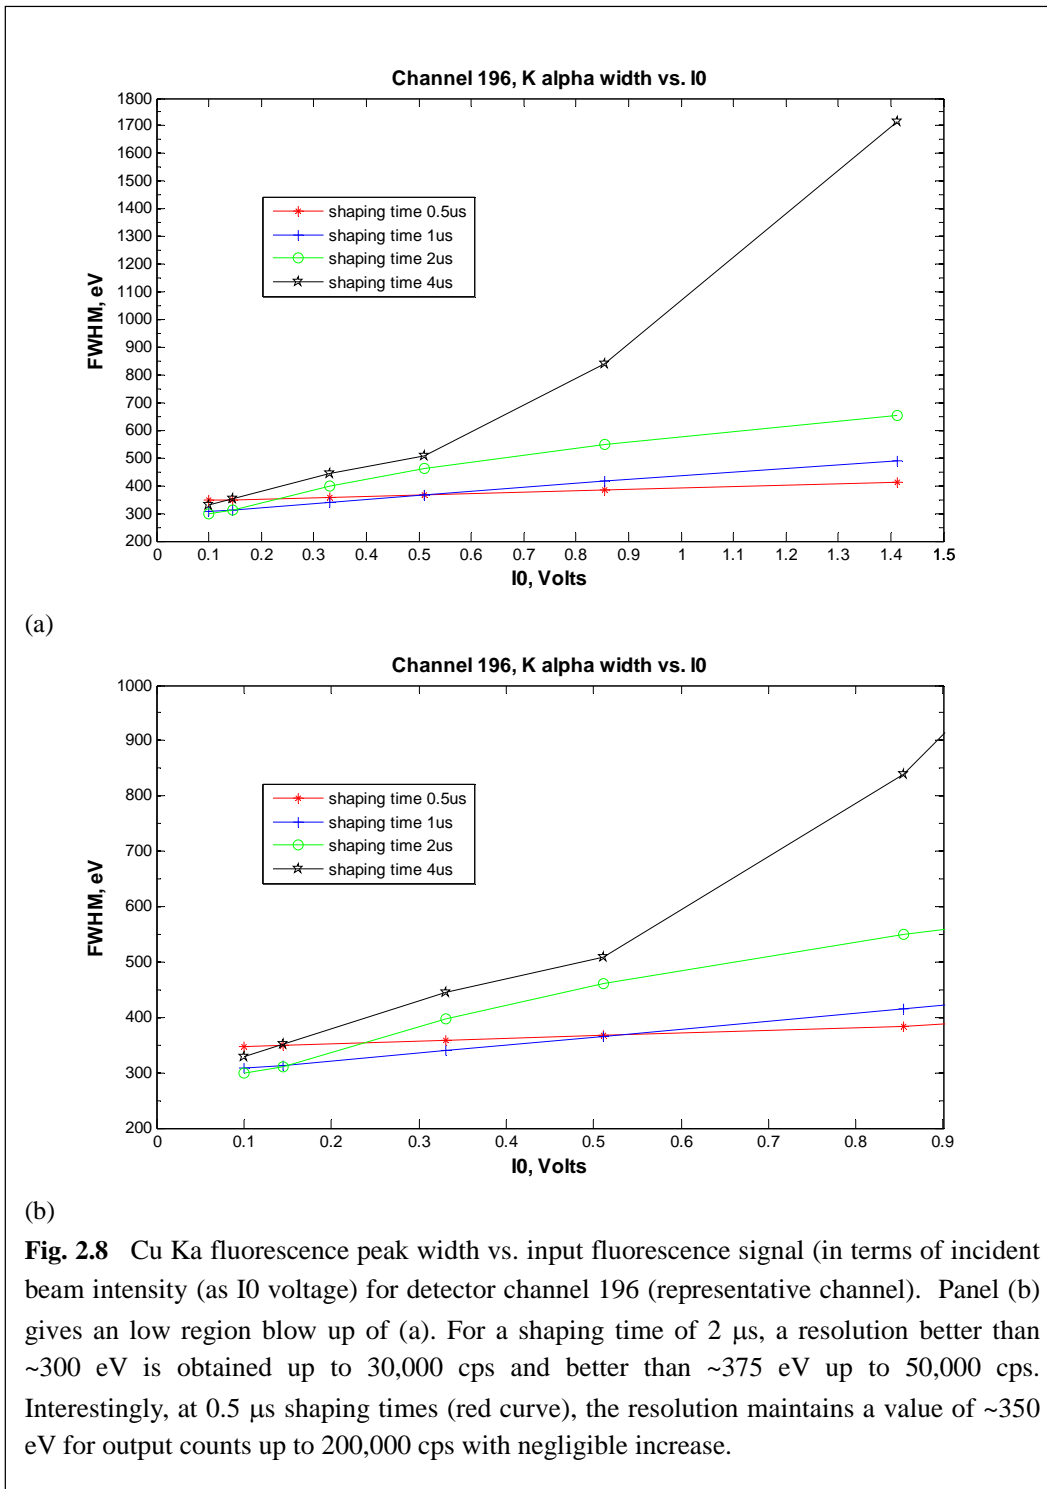 Channel 196, K alpha width vs. I0
1800
1700
1600
1500
1400
1300
1200
1100
1000
900
800
700
600
500
400
300
200
FWHM, eV
shaping time 0.5us
shaping time 1us
shaping time 2us
shaping time 4us
0 0.1 0.2 0.3 0.4 0.5 0.6 0.7 0.8 0.9 1 1.1 1.2 1.3 1.4 1.5
I0, Volts
(a)
Channel 196, K alpha width vs. I0
1000
900
800
700
600
500
400
300
200
FWHM, eV
shaping time 0.5us
shaping time 1us
shaping time 2us
shaping time 4us
0 0.1 0.2 0.3 0.4 0.5 0.6 0.7 0.8 0.9
I0, Volts
(b)
Fig. 2.8 Cu Ka fluorescence peak width vs. input fluorescence signal (in terms of incident
beam intensity (as I0 voltage) for detector channel 196 (representative channel). Panel (b)
gives an low region blow up of (a). For a shaping time of 2 μs, a resolution better than
~300 eV is obtained up to 30,000 cps and better than ~375 eV up to 50,000 cps.
Interestingly, at 0.5 μs shaping times (red curve), the resolution maintains a value of ~350
eV for output counts up to 200,000 cps with negligible increase.